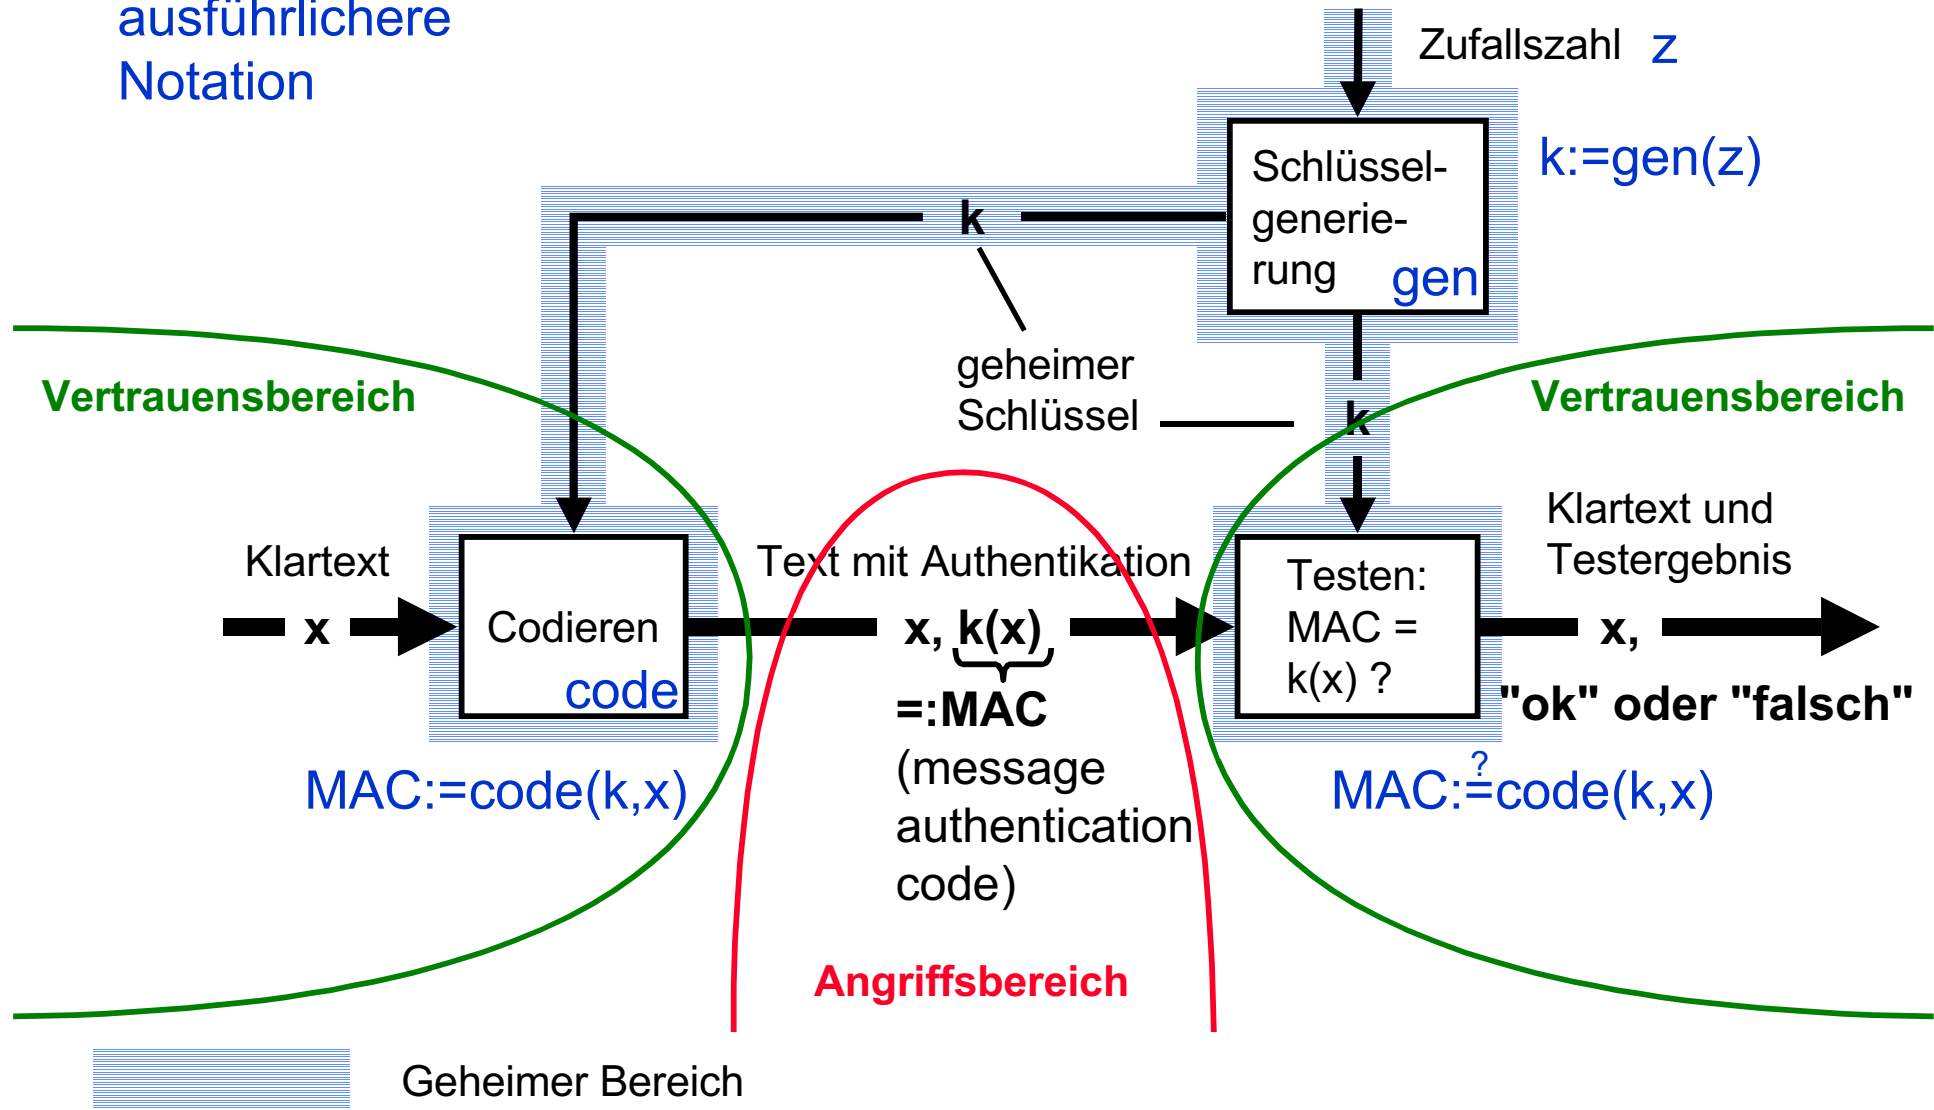 ausführlichere
Notation
Zufallszahl z
k:=gen(z)
Schlüssel-
generie-
rung gen
k
geheimer
Schlüssel
k
Vertrauensbereich
Vertrauensbereich
Klartext
x
Codieren
code
MAC:=code(k,x)
Text mit Authentikation
x, k(x)
=:MAC
(message
authentication
code)
Angriffsbereich
Testen:
MAC =
k(x) ?
?
MAC:=code(k,x)
Klartext und
Testergebnis
x,
"ok" oder "falsch"
Geheimer Bereich